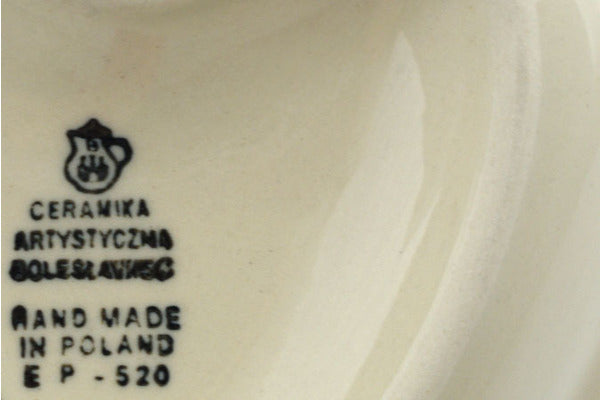 CERAMIKA
ARTYSTYCZNA
BOLESŁAWIEC
HAND MADE
IN POLAND
E P - 520